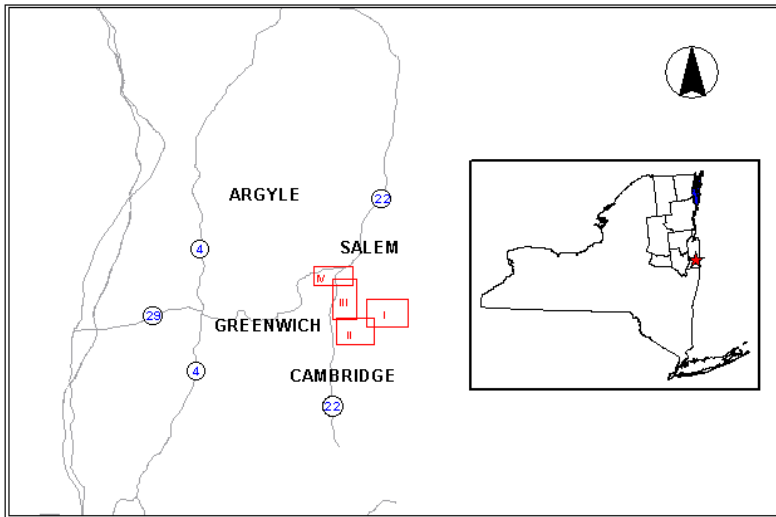 ARGYLE
22
4
SALEM
IV
III
I
29
GREENWICH
II
4
CAMBRIDGE
22